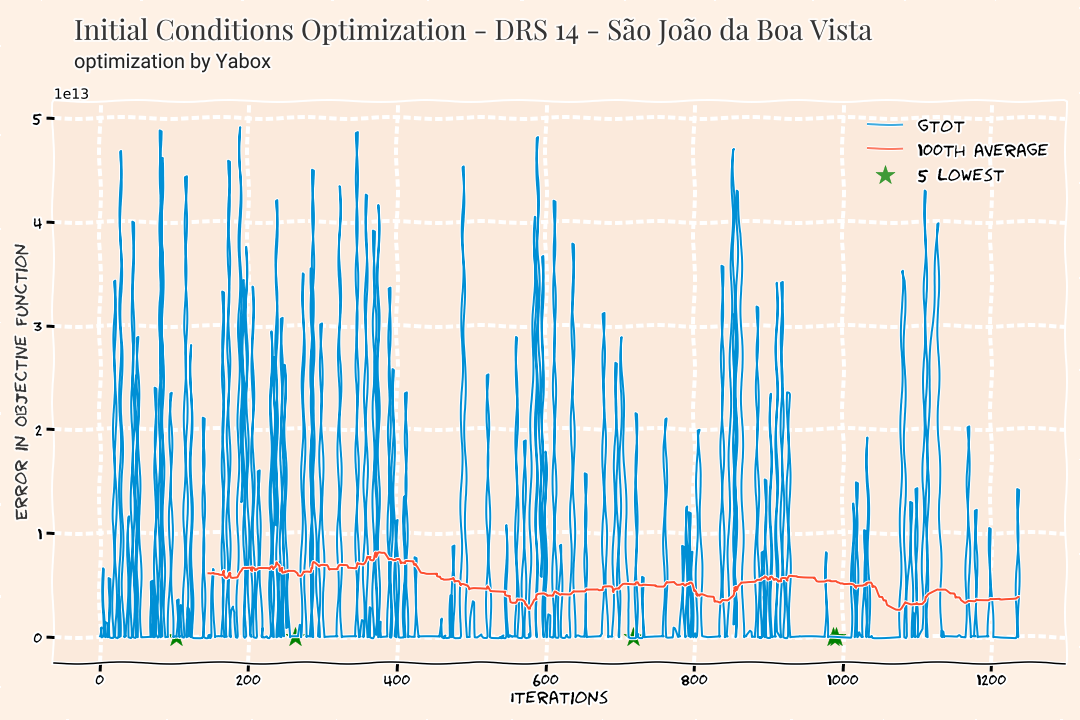 Initial Conditions Optimization - DRS 14 - São João da Boa Vista
optimization by Yabox
1e13
5
4
3
2
1
0
ERROR IN OBJECTIVE FUNCTION
GTOT
100TH AVERAGE
5 LOWEST
0 200 400 600 800 1000 1200
ITERATIONS